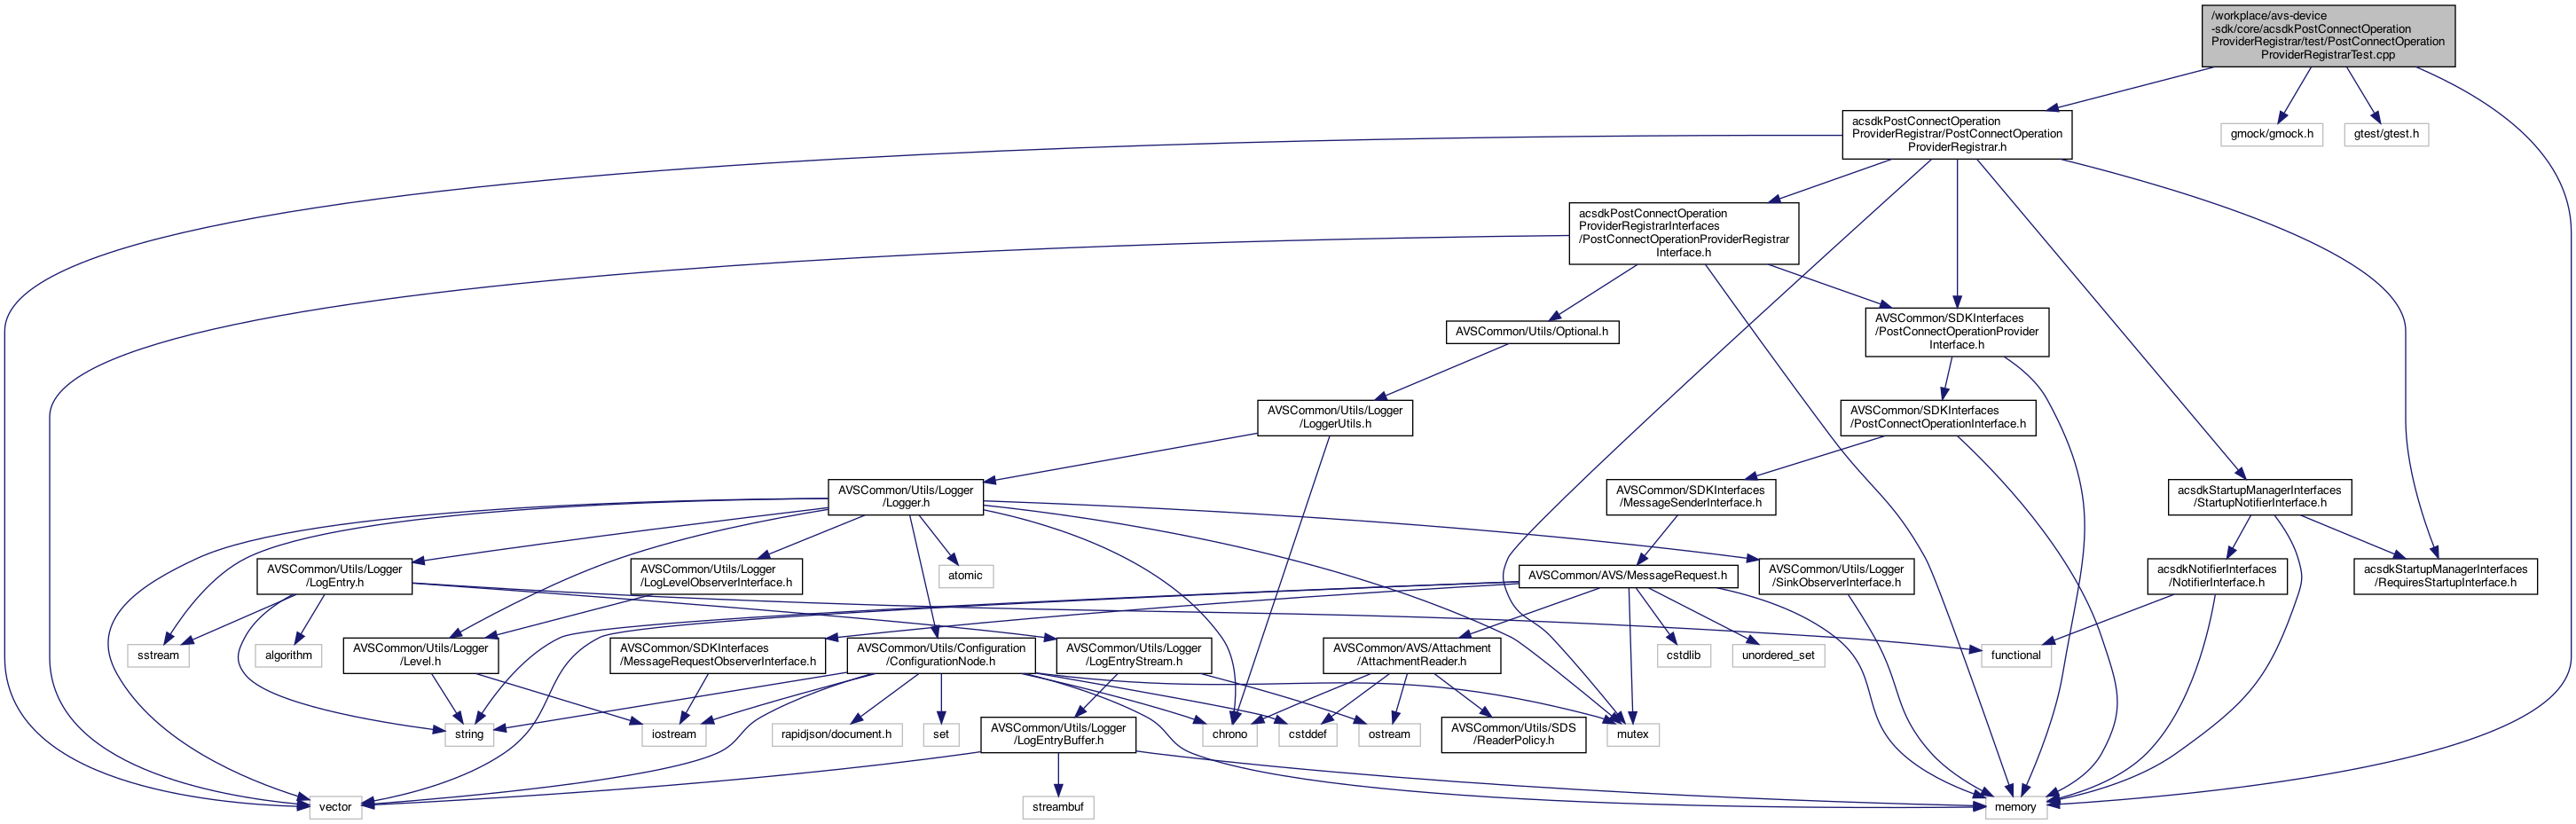 /workplace/avs-device
-sdk/core/acsdkPostConnectOperation
ProviderRegistrar/test/PostConnectOperation
ProviderRegistrarTest.cpp
acsdkPostConnectOperation
ProviderRegistrar/PostConnectOperation
ProviderRegistrar.h
gmock/gmock.h
gtest/gtest.h
acsdkPostConnectOperation
ProviderRegistrarInterfaces
/PostConnectOperationProviderRegistrar
Interface.h
AVSCommon/Utils/Optional.h
AVSCommon/SDKInterfaces
/PostConnectOperationProvider
Interface.h
AVSCommon/Utils/Logger
/LoggerUtils.h
AVSCommon/SDKInterfaces
/PostConnectOperationInterface.h
AVSCommon/Utils/Logger
/Logger.h
AVSCommon/SDKInterfaces
/MessageSenderInterface.h
acsdkStartupManagerInterfaces
/StartupNotifierInterface.h
AVSCommon/Utils/Logger
/LogEntry.h
AVSCommon/Utils/Logger
/LogLevelObserverInterface.h
atomic
AVSCommon/AVS/MessageRequest.h
AVSCommon/Utils/Logger
/SinkObserverInterface.h
acsdkNotifierInterfaces
/NotifierInterface.h
acsdkStartupManagerInterfaces
/RequiresStartupInterface.h
sstream
algorithm
AVSCommon/Utils/Logger
/Level.h
AVSCommon/SDKInterfaces
/MessageRequestObserverInterface.h
AVSCommon/Utils/Configuration
/ConfigurationNode.h
AVSCommon/Utils/Logger
/LogEntryStream.h
AVSCommon/AVS/Attachment
/AttachmentReader.h
cstdlib
unordered_set
functional
string
iostream
rapidjson/document.h
set
AVSCommon/Utils/Logger
/LogEntryBuffer.h
chrono
cstddef
ostream
AVSCommon/Utils/SDS
/ReaderPolicy.h
mutex
vector
streambuf
memory